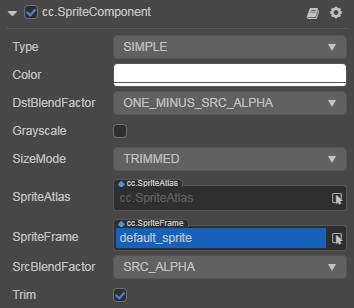 cc.SpriteComponent
Type SIMPLE
Color
DstBlendFactor ONE_MINUS_SRC_ALPHA
Grayscale
SizeMode TRIMMED
cc.SpriteAtlas
SpriteAtlas cc.SpriteAtlas
cc.SpriteFrame
SpriteFrame default_sprite
SrcBlendFactor SRC_ALPHA
Trim